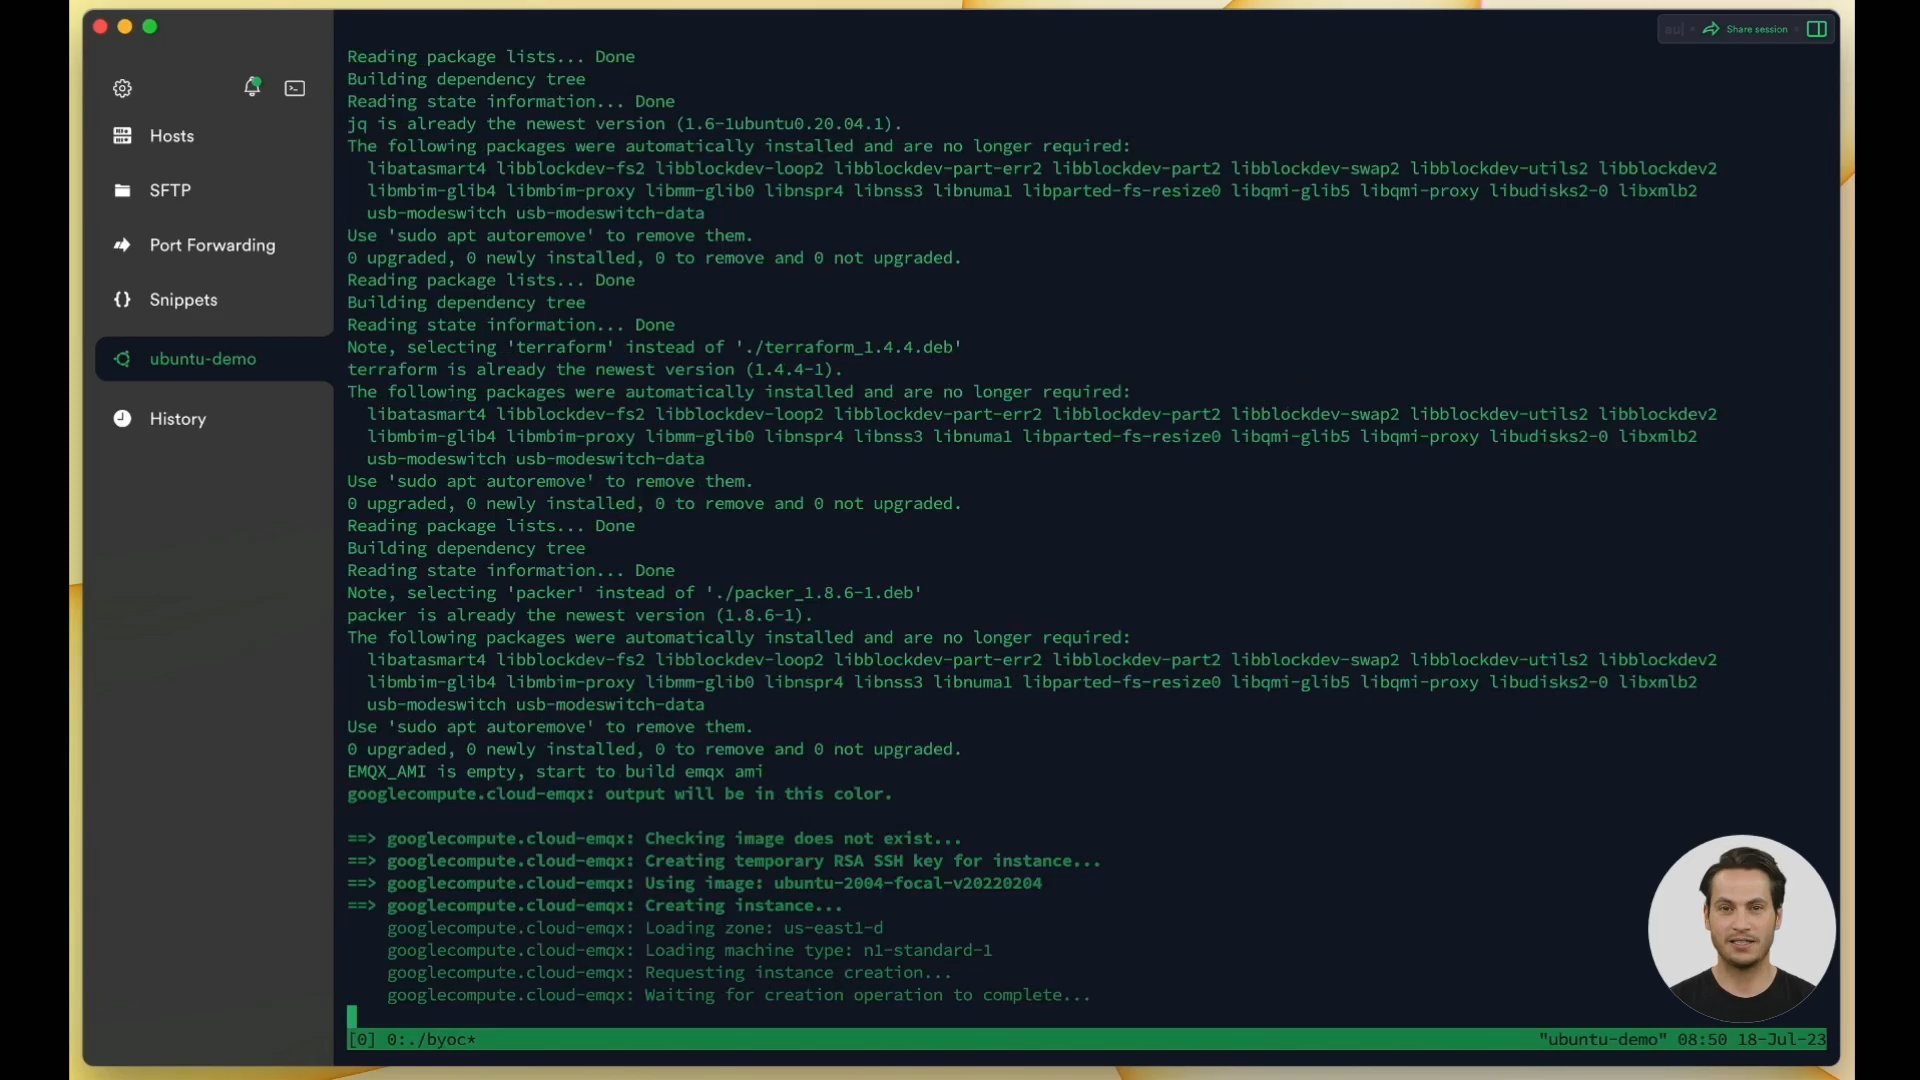 Share session
Hosts
SFTP
Port Forwarding
Snippets
ubuntu-demo
History
Reading package lists... Done
Building dependency tree
Reading state information... Done
jq is already the newest version (1.6-1ubuntu0.20.04.1).
The following packages were automatically installed and are no longer required:
libatasmart4 libblockdev-fs2 libblockdev-loop2 libblockdev-part-err2 libblockdev-part2 libblockdev-swap2 libblockdev-utils2 libblockdev2
libmbim-glib4 libmbim-proxy libmm-glib0 libnspr4 libnss3 libnuma1 libparted-fs-resize0 libqmi-glib5 libqmi-proxy libudisks2-0 libxmlb2
usb-modeswitch usb-modeswitch-data
Use 'sudo apt autoremove' to remove them.
0 upgraded, 0 newly installed, 0 to remove and 0 not upgraded.
Reading package lists... Done
Building dependency tree
Reading state information... Done
Note, selecting 'terraform' instead of './terraform_1.4.4.deb'
terraform is already the newest version (1.4.4-1).
The following packages were automatically installed and are no longer required:
libatasmart4 libblockdev-fs2 libblockdev-loop2 libblockdev-part-err2 libblockdev-part2 libblockdev-swap2 libblockdev-utils2 libblockdev2
libmbim-glib4 libmbim-proxy libmm-glib0 libnspr4 libnss3 libnuma1 libparted-fs-resize0 libqmi-glib5 libqmi-proxy libudisks2-0 libxmlb2
usb-modeswitch usb-modeswitch-data
Use 'sudo apt autoremove' to remove them.
0 upgraded, 0 newly installed, 0 to remove and 0 not upgraded.
Reading package lists... Done
Building dependency tree
Reading state information... Done
Note, selecting 'packer' instead of './packer_1.8.6-1.deb'
packer is already the newest version (1.8.6-1).
The following packages were automatically installed and are no longer required:
libatasmart4 libblockdev-fs2 libblockdev-loop2 libblockdev-part-err2 libblockdev-part2 libblockdev-swap2 libblockdev-utils2 libblockdev2
libmbim-glib4 libmbim-proxy libmm-glib0 libnspr4 libnss3 libnuma1 libparted-fs-resize0 libqmi-glib5 libqmi-proxy libudisks2-0 libxmlb2
usb-modeswitch usb-modeswitch-data
Use 'sudo apt autoremove' to remove them.
0 upgraded, 0 newly installed, 0 to remove and 0 not upgraded.
EMQX_AMI is empty, start to build emqx ami
googlecompute.cloud-emqx: output will be in this color.
==> googlecompute.cloud-emqx: Checking image does not exist...
==> googlecompute.cloud-emqx: Creating temporary RSA SSH key for instance...
==> googlecompute.cloud-emqx: Using image: ubuntu-2004-focal-v20220204
==> googlecompute.cloud-emqx: Creating instance...
googlecompute.cloud-emqx: Loading zone: us-east1-d
googlecompute.cloud-emqx: Loading machine type: n1-standard-1
googlecompute.cloud-emqx: Requesting instance creation...
googlecompute.cloud-emqx: Waiting for creation operation to complete...
[0] 0:./byoc* "ubuntu-demo" 08:50 18-Jul-23